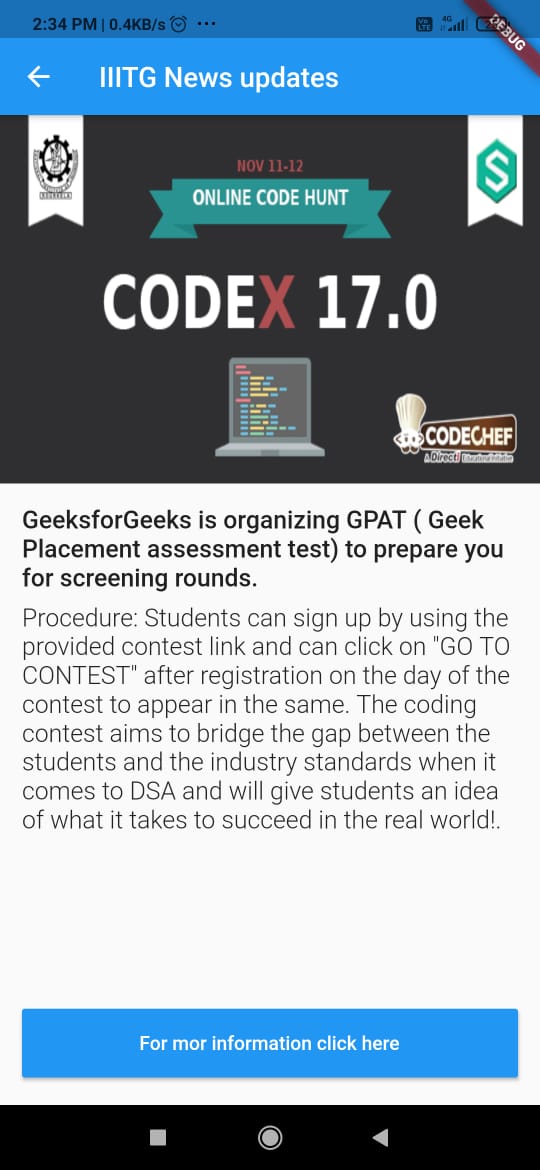 2:34 PM | 0.4KB/s
4G
DEBUG
IIITG News updates
NOV 11-12
ONLINE CODE HUNT
CODEX 17.0
CODECHEF
A Directi Educational Initiative
GeeksforGeeks is organizing GPAT ( Geek
Placement assessment test) to prepare you
for screening rounds.
Procedure: Students can sign up by using the
provided contest link and can click on "GO TO
CONTEST" after registration on the day of the
contest to appear in the same. The coding
contest aims to bridge the gap between the
students and the industry standards when it
comes to DSA and will give students an idea
of what it takes to succeed in the real world!.
For mor information click here